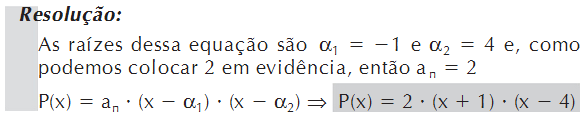 Resolução:
As raízes dessa equação são α₁ = −1 e α₂ = 4 e, como
podemos colocar 2 em evidência, então aₙ = 2
P(x) = aₙ · (x − α₁) · (x − α₂) ⇒ P(x) = 2 · (x + 1) · (x − 4)